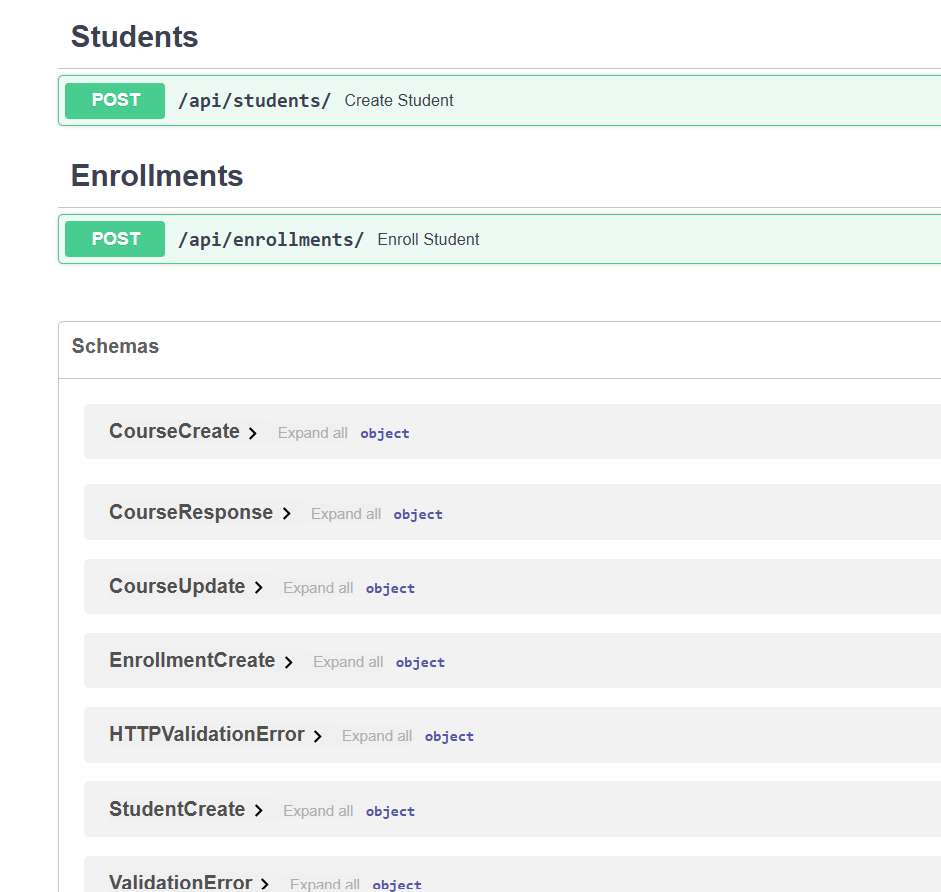 Students
POST /api/students/ Create Student
Enrollments
POST /api/enrollments/ Enroll Student
Schemas
CourseCreate > Expand all object
CourseResponse > Expand all object
CourseUpdate > Expand all object
EnrollmentCreate > Expand all object
HTTPValidationError > Expand all object
StudentCreate > Expand all object
ValidationError > Expand all object